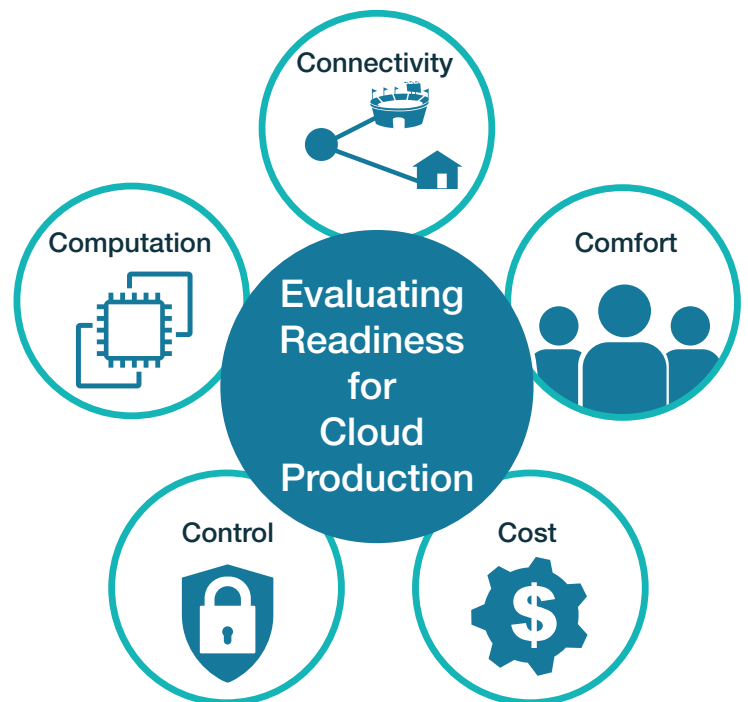 Connectivity
Computation
Comfort
Evaluating
Readiness
for
Cloud
Production
Control
Cost
$